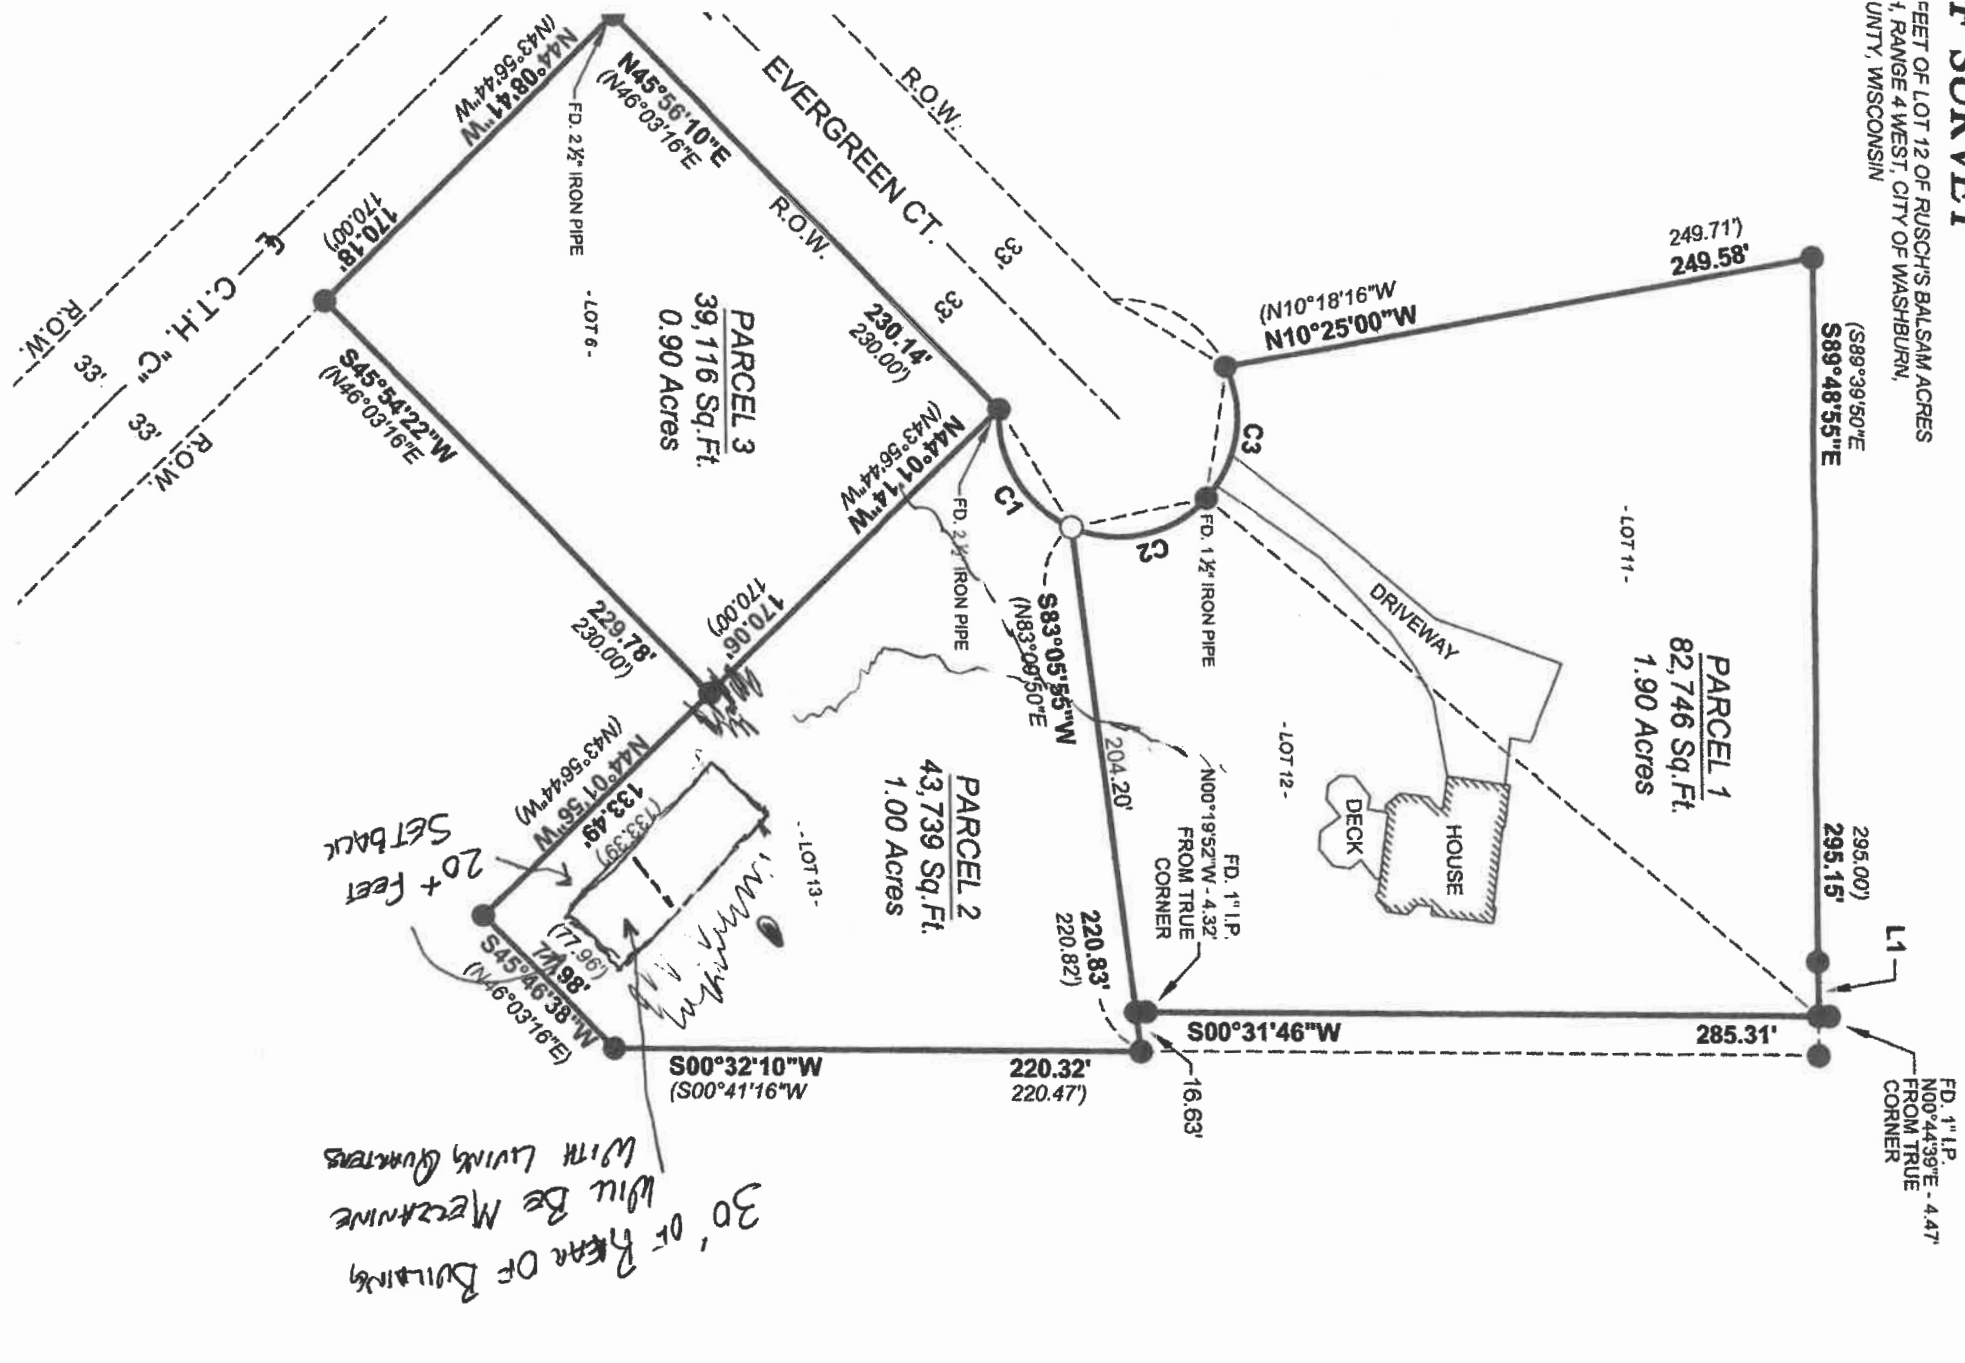 F SURVEY
FEET OF LOT 12 OF RUSCH'S BALSAM ACRES
H, RANGE 4 WEST, CITY OF WASHBURN,
UNTY, WISCONSIN
(S89°39'50"E
S89°48'55"E
295.00')
295.15'
L1
FD. 1" I.P.
N00°44'39"E - 4.47'
FROM TRUE
CORNER
249.71')
249.58'
(N10°18'16"W
N10°25'00"W
- LOT 11 -
PARCEL 1
82,746 Sq.Ft.
1.90 Acres
DRIVEWAY
HOUSE
DECK
- LOT 12 -
S00°31'46"W
285.31'
16.63'
FD. 1" I.P.
N00°19'52"W - 4.32'
FROM TRUE
CORNER
C3
C2
C1
FD. 1 ½" IRON PIPE
R.O.W.
EVERGREEN CT.
33'
33'
R.O.W.
S83°05'55"W
(N83°09'50"E
204.20'
220.83'
220.82')
PARCEL 2
43,739 Sq.Ft.
1.00 Acres
- LOT 13 -
S00°32'10"W
(S00°41'16"W
220.32'
220.47')
FD. 2 ½" IRON PIPE
N44°01'14"W
(N43°56'44"W
170.06'
170.00')
N45°56'10"E
(N46°03'16"E
230.14'
230.00')
FD. 2 ½" IRON PIPE
- LOT 6 -
PARCEL 3
39,116 Sq.Ft.
0.90 Acres
N44°08'41"W
(N43°56'44"W
170.18'
170.00')
S45°54'22"W
(N46°03'16"E
229.78'
230.00')
R.O.W.
33'
℄ C.T.H. "C"
33'
R.O.W.
N44°01'56"W
(N43°56'44"W)
133.49'
(133.39')
77.98'
(77.96')
S45°46'38"W
(N46°03'16"E)
20+ FEET
SETBACK
30' OF REAR OF BUILDING
WILL BE MEZZANINE
WITH LIVING QUARTERS